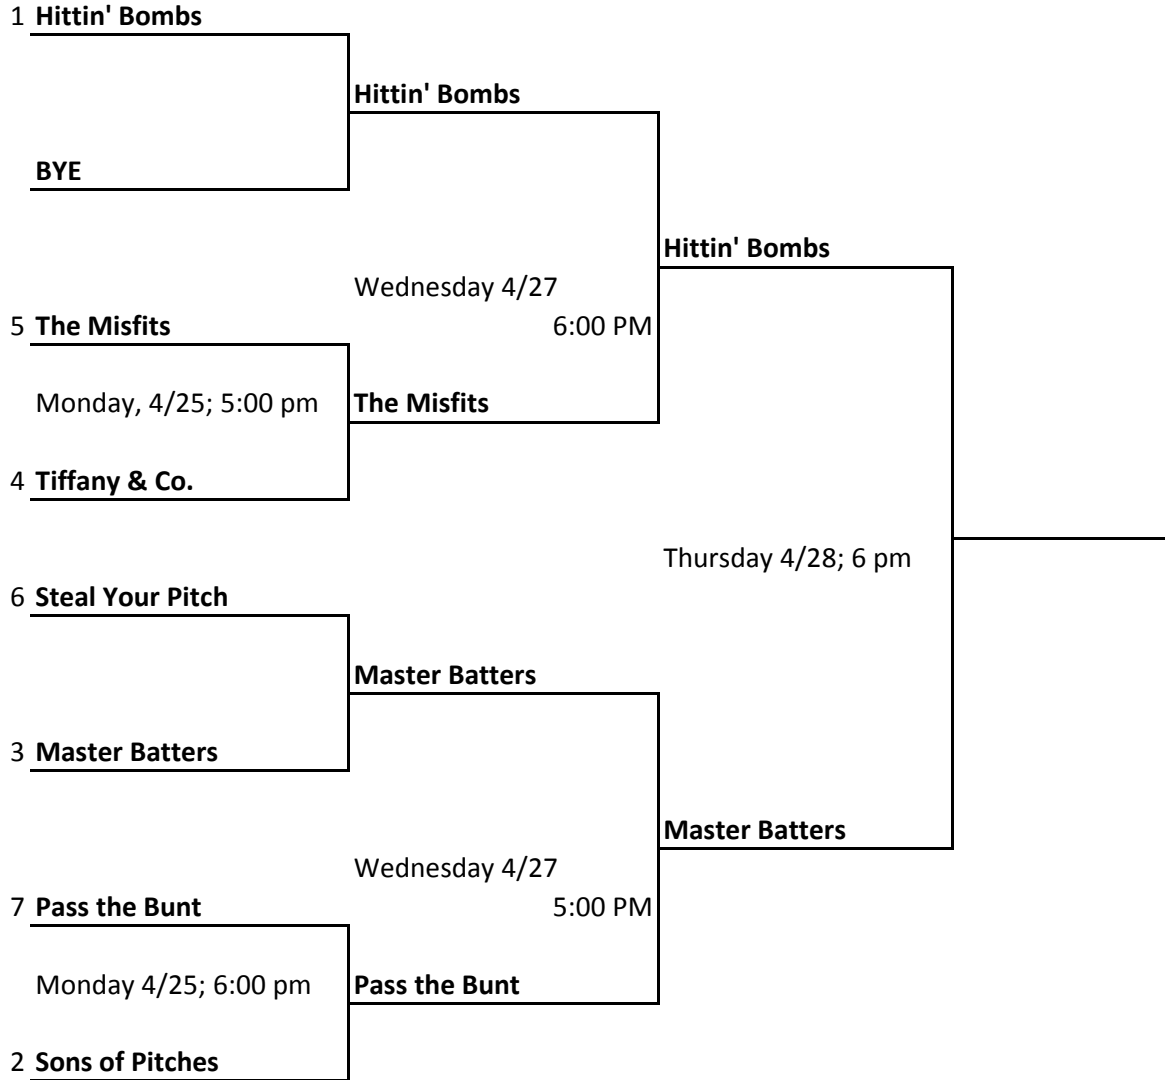 1 Hittin' Bombs
Hittin' Bombs
BYE
Hittin' Bombs
Wednesday 4/27
5 The Misfits
6:00 PM
Monday, 4/25; 5:00 pm
The Misfits
4 Tiffany & Co.
Thursday 4/28; 6 pm
6 Steal Your Pitch
Master Batters
3 Master Batters
Master Batters
Wednesday 4/27
7 Pass the Bunt
5:00 PM
Monday 4/25; 6:00 pm
Pass the Bunt
2 Sons of Pitches